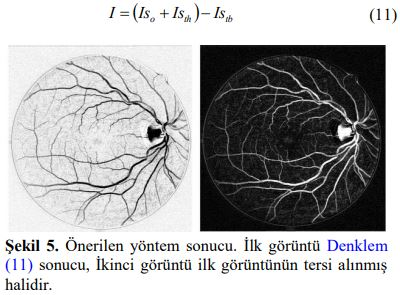 I = (Is_o + Is_th) − Is_tb (11)
Şekil 5. Önerilen yöntem sonucu. İlk görüntü Denklem
(11) sonucu, İkinci görüntü ilk görüntünün tersi alınmış
halidir.